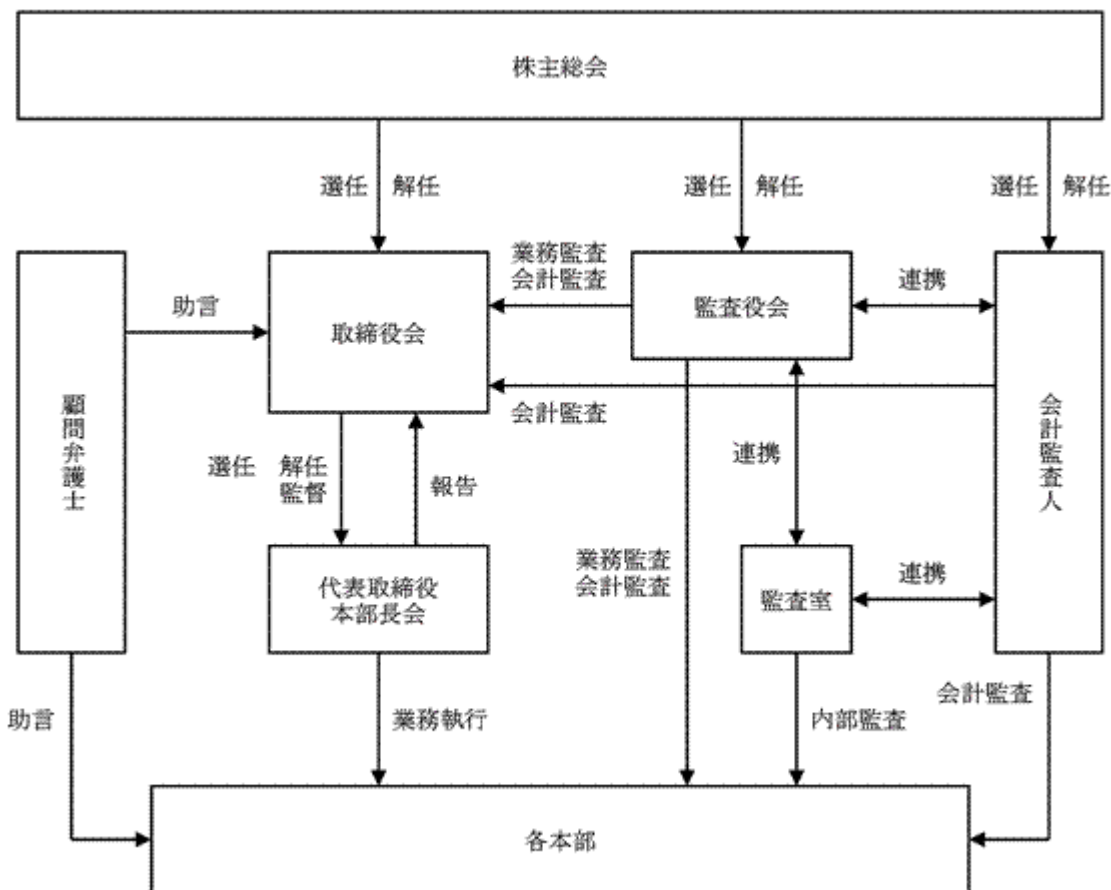 株主総会
選任 解任
選任 解任
選任 解任
顧問弁護士
助言
取締役会
業務監査
会計監査
監査役会
連携
会計監査人
会計監査
選任 解任
監督
報告
連携
代表取締役
本部長会
業務監査
会計監査
監査室
連携
助言
業務執行
内部監査
会計監査
各本部